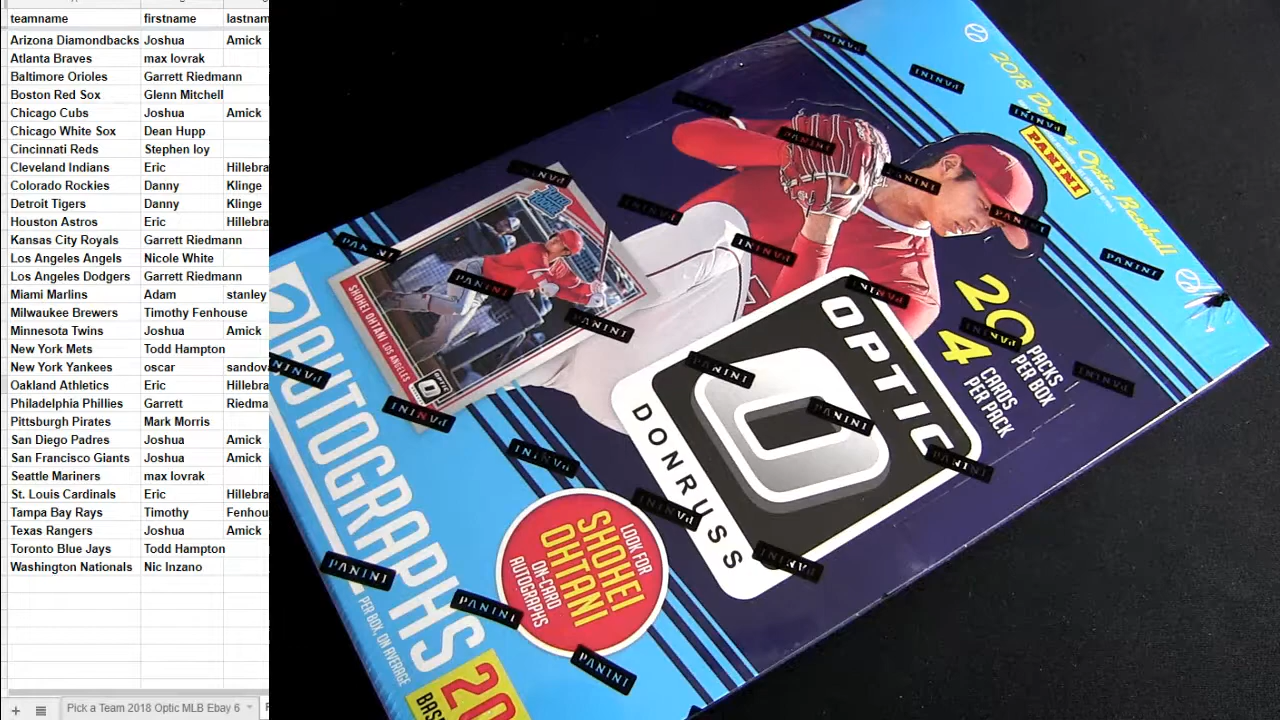 teamname firstname lastnam
Arizona Diamondbacks Joshua Amick
Atlanta Braves max lovrak
Baltimore Orioles Garrett Riedmann
Boston Red Sox Glenn Mitchell
Chicago Cubs Joshua Amick
Chicago White Sox Dean Hupp
Cincinnati Reds Stephen loy
Cleveland Indians Eric Hillebra
Colorado Rockies Danny Klinge
Detroit Tigers Danny Klinge
Houston Astros Eric Hillebra
Kansas City Royals Garrett Riedmann
Los Angeles Angels Nicole White
Los Angeles Dodgers Garrett Riedmann
Miami Marlins Adam stanley
Milwaukee Brewers Timothy Fenhouse
Minnesota Twins Joshua Amick
New York Mets Todd Hampton
New York Yankees oscar sandov
Oakland Athletics Eric Hillebra
Philadelphia Phillies Garrett Riedma
Pittsburgh Pirates Mark Morris
San Diego Padres Joshua Amick
San Francisco Giants Joshua Amick
Seattle Mariners max lovrak
St. Louis Cardinals Eric Hillebra
Tampa Bay Rays Timothy Fenhou
Texas Rangers Joshua Amick
Toronto Blue Jays Todd Hampton
Washington Nationals Nic Inzano
Pick a Team 2018 Optic MLB Ebay 6
2018 Donruss Optic Baseball
PANINI
SHOHEI OHTANI LOS ANGELES
OPTIC
OPTIC
DONRUSS
20
PACKS
PER BOX
4
CARDS
PER PACK
2 AUTOGRAPHS
PER BOX, ON AVERAGE
LOOK FOR
SHOHEI
OHTANI
ON-CARD
AUTOGRAPHS
20
BAS